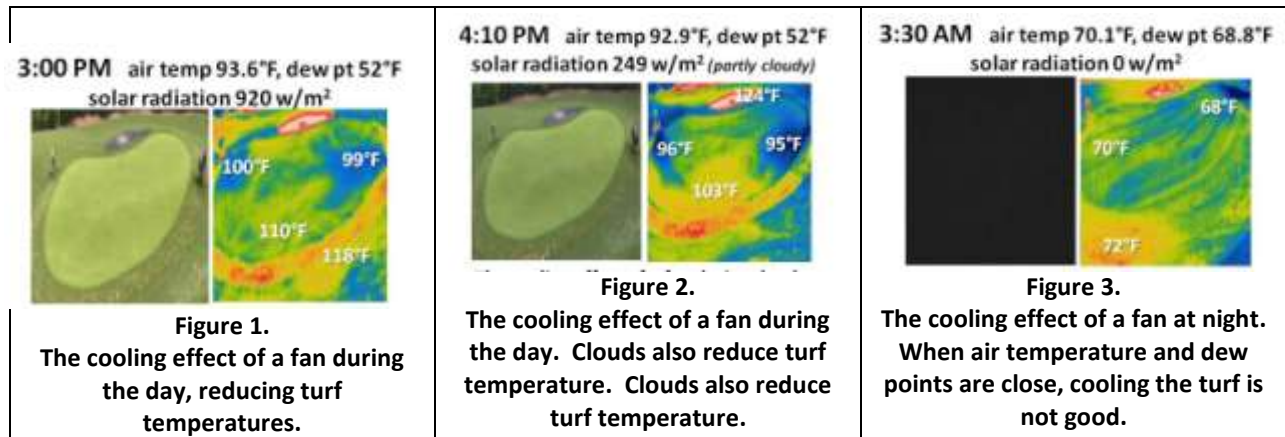 3:00 PM air temp 93.6°F, dew pt 52°F
solar radiation 920 w/m²
100°F
99°F
110°F
118°F
Figure 1.
The cooling effect of a fan during
the day, reducing turf
temperatures.
4:10 PM air temp 92.9°F, dew pt 52°F
solar radiation 249 w/m² (partly cloudy)
124°F
96°F
95°F
103°F
Figure 2.
The cooling effect of a fan during
the day. Clouds also reduce turf
temperature. Clouds also reduce
turf temperature.
3:30 AM air temp 70.1°F, dew pt 68.8°F
solar radiation 0 w/m²
68°F
70°F
72°F
Figure 3.
The cooling effect of a fan at night.
When air temperature and dew
points are close, cooling the turf is
not good.